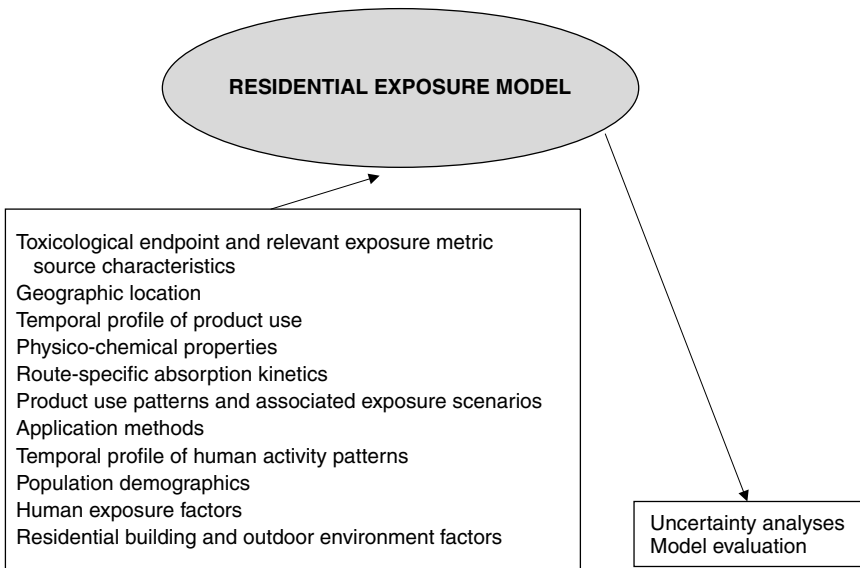 RESIDENTIAL EXPOSURE MODEL
Toxicological endpoint and relevant exposure metric
source characteristics
Geographic location
Temporal profile of product use
Physico-chemical properties
Route-specific absorption kinetics
Product use patterns and associated exposure scenarios
Application methods
Temporal profile of human activity patterns
Population demographics
Human exposure factors
Residential building and outdoor environment factors
Uncertainty analyses
Model evaluation